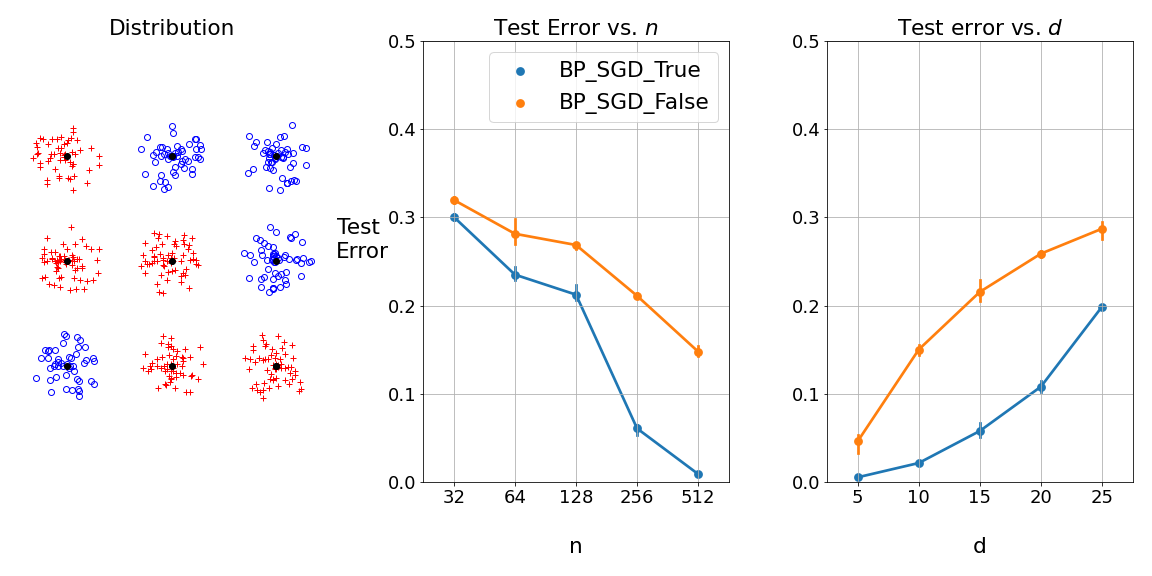 Distribution
Test Error vs. n
Test error vs. d
BP_SGD_True
BP_SGD_False
Test
Error
0.5
0.4
0.3
0.2
0.1
0.0
32 64 128 256 512
n
0.5
0.4
0.3
0.2
0.1
0.0
5 10 15 20 25
d